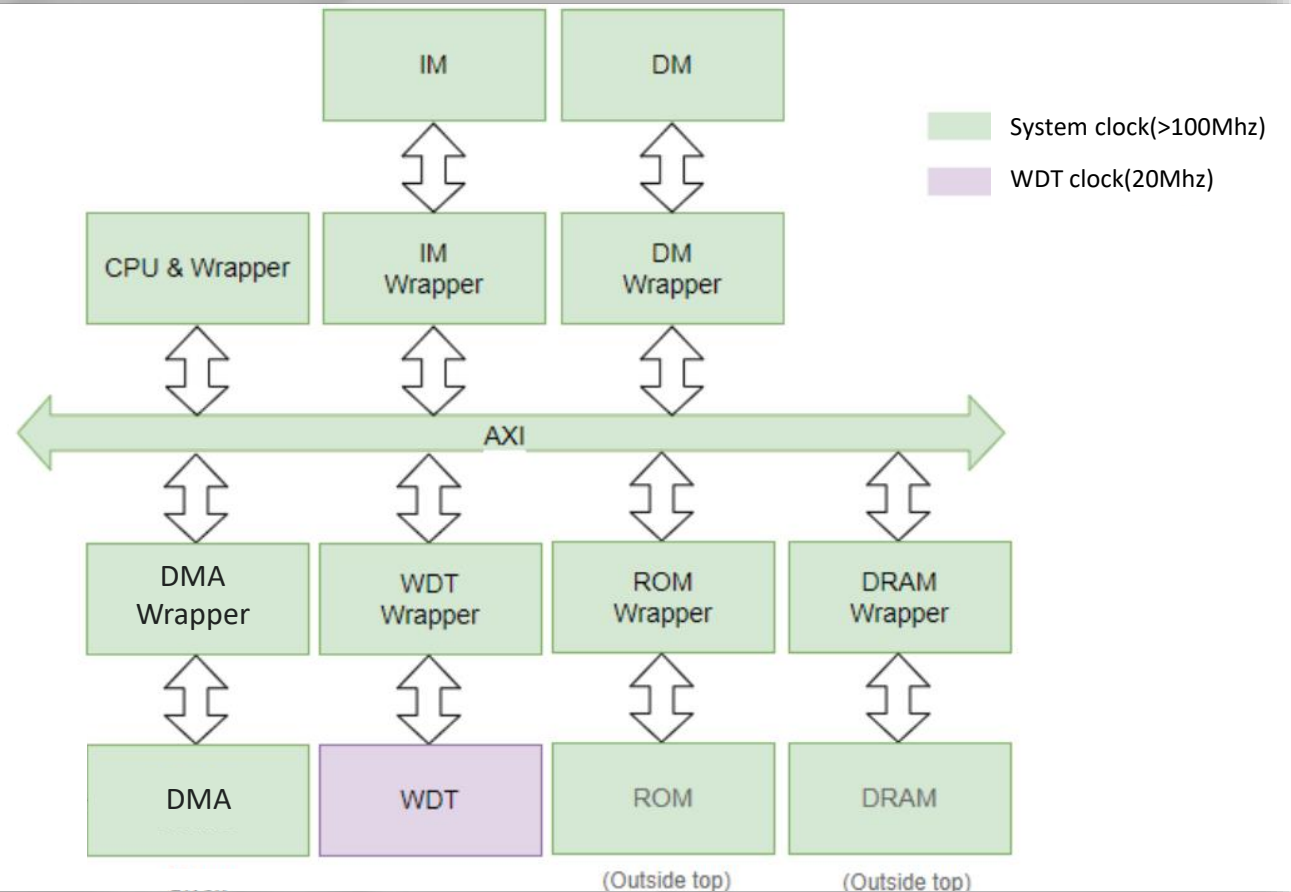 IM
DM
System clock(>100Mhz)
WDT clock(20Mhz)
CPU & Wrapper
IM
Wrapper
DM
Wrapper
AXI
DMA
Wrapper
WDT
Wrapper
ROM
Wrapper
DRAM
Wrapper
DMA
WDT
ROM
DRAM
(Outside top)
(Outside top)